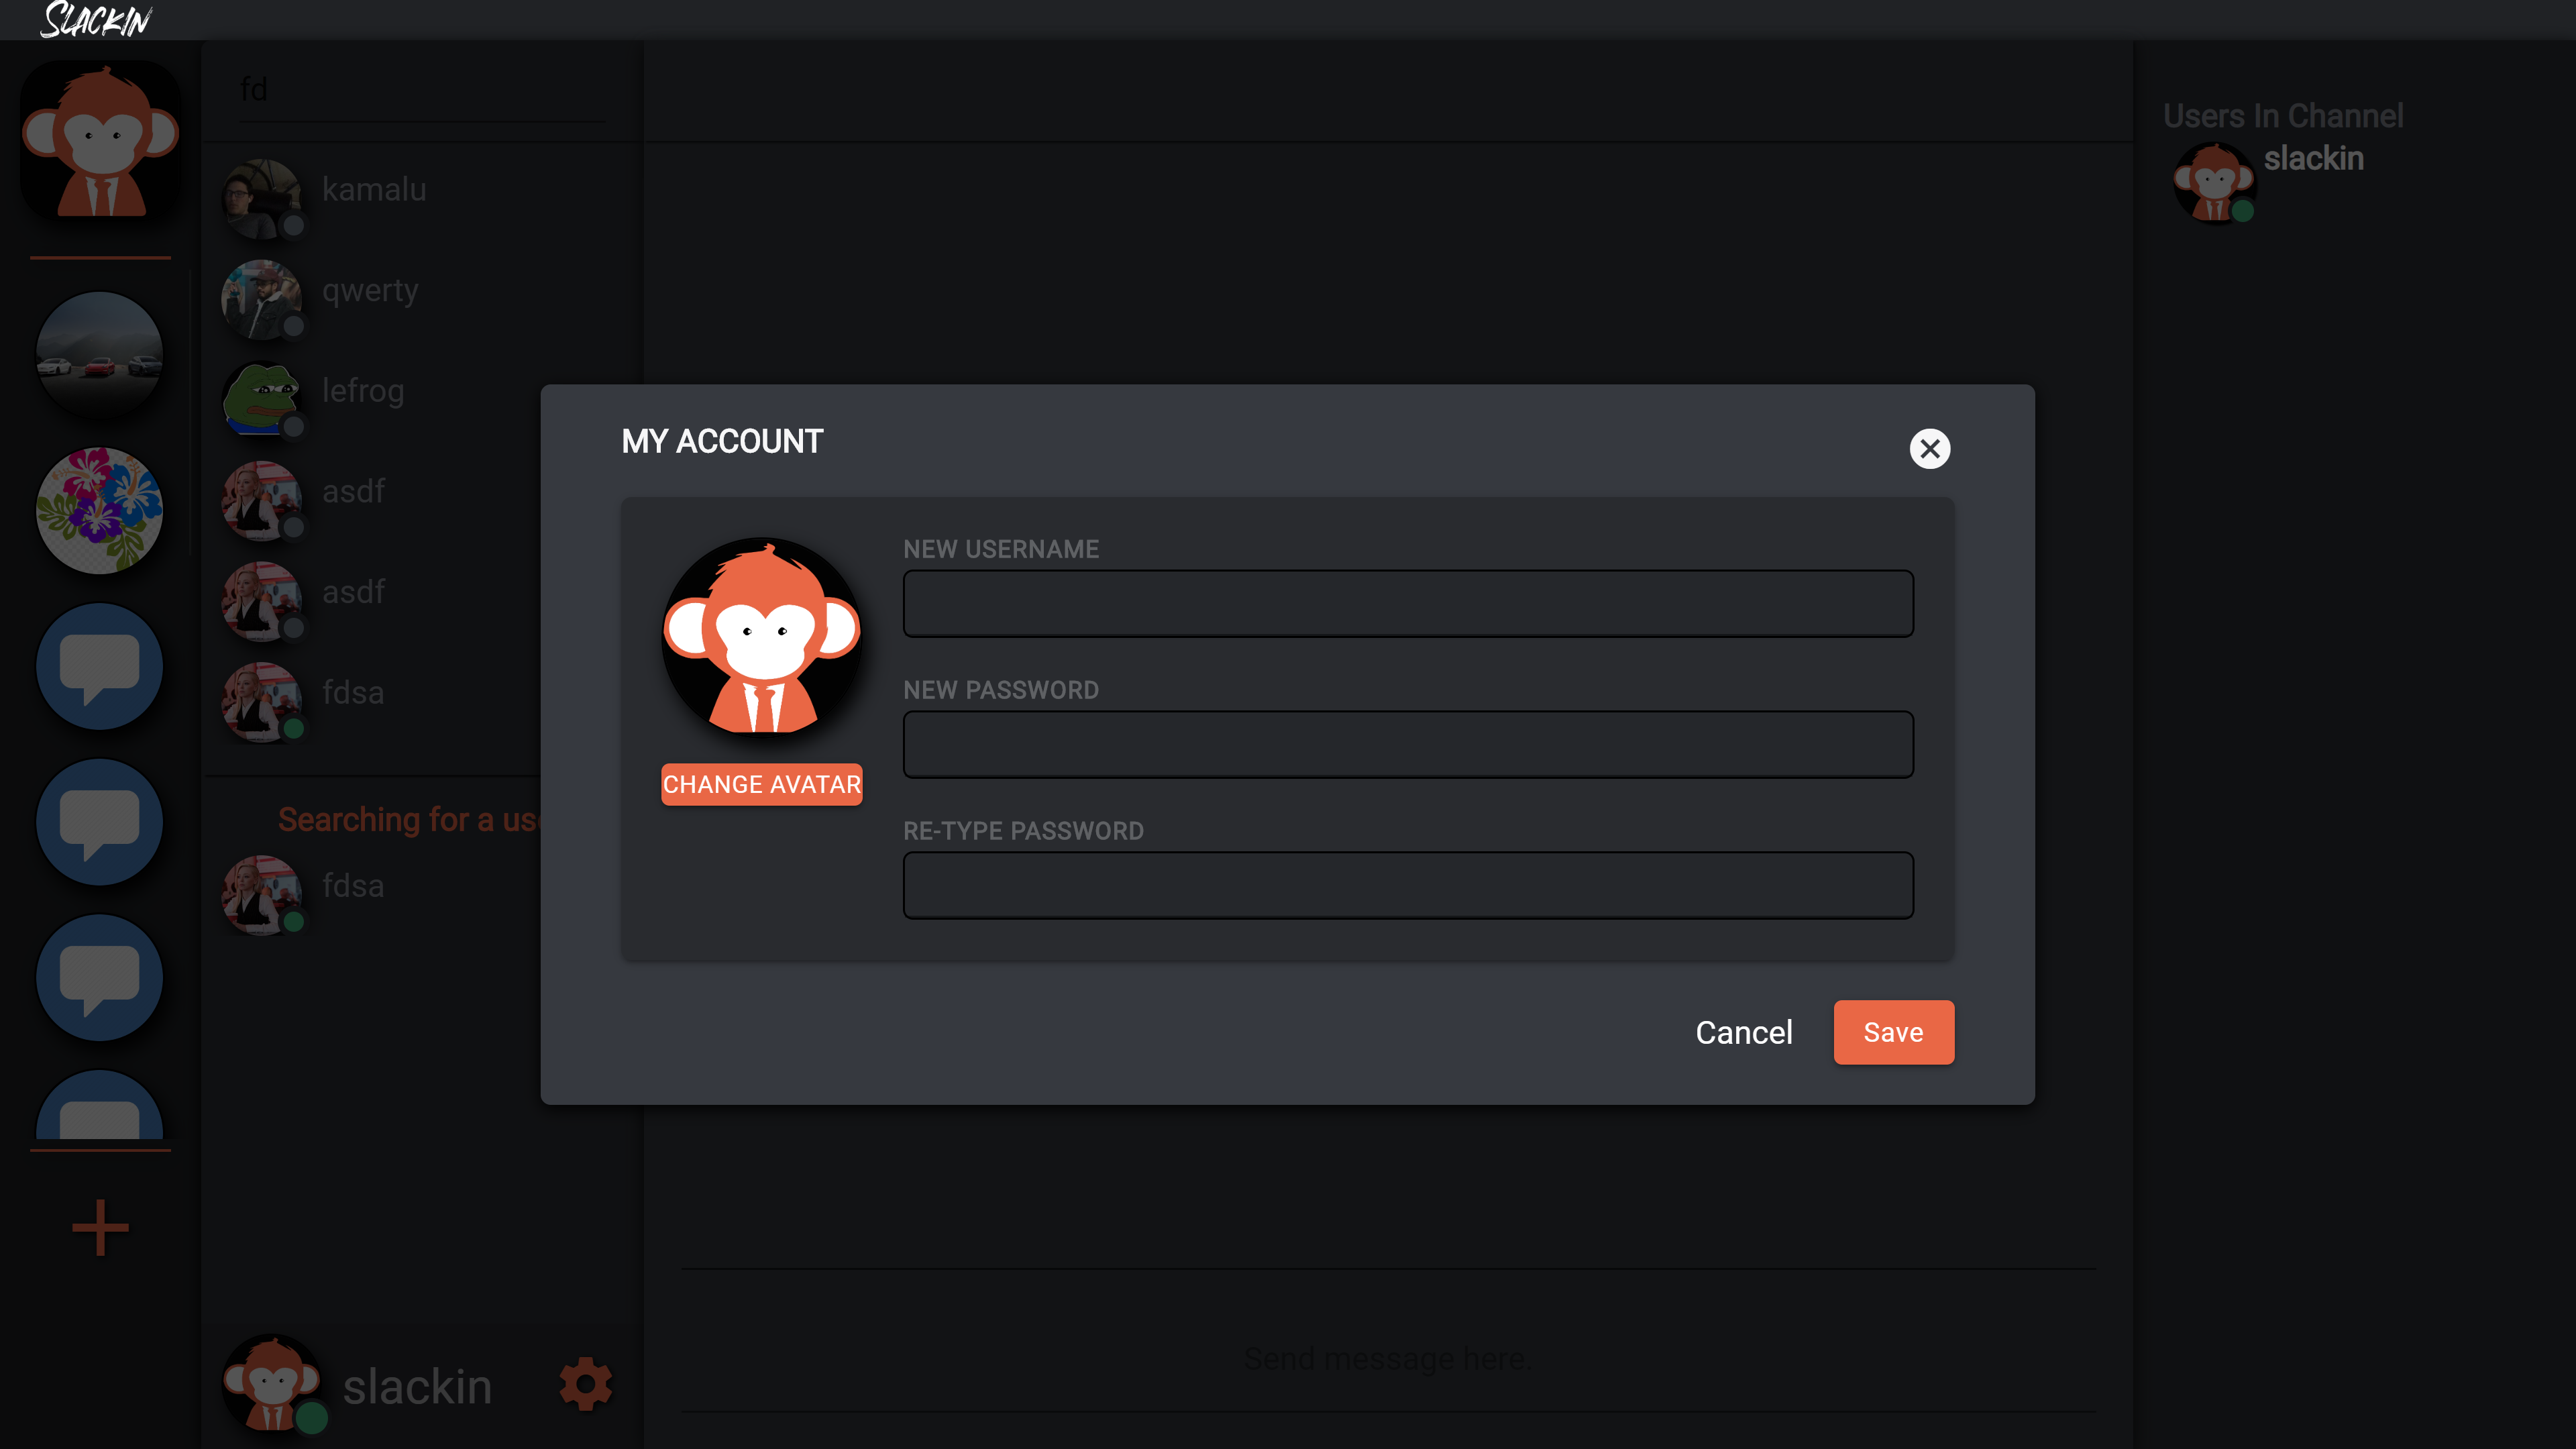 SLACKIN
fd
kamalu
qwerty
lefrog
asdf
asdf
fdsa
Searching for a us
fdsa
slackin
MY ACCOUNT
NEW USERNAME
NEW PASSWORD
RE-TYPE PASSWORD
CHANGE AVATAR
Cancel
Save
Send message here.
Users In Channel
slackin